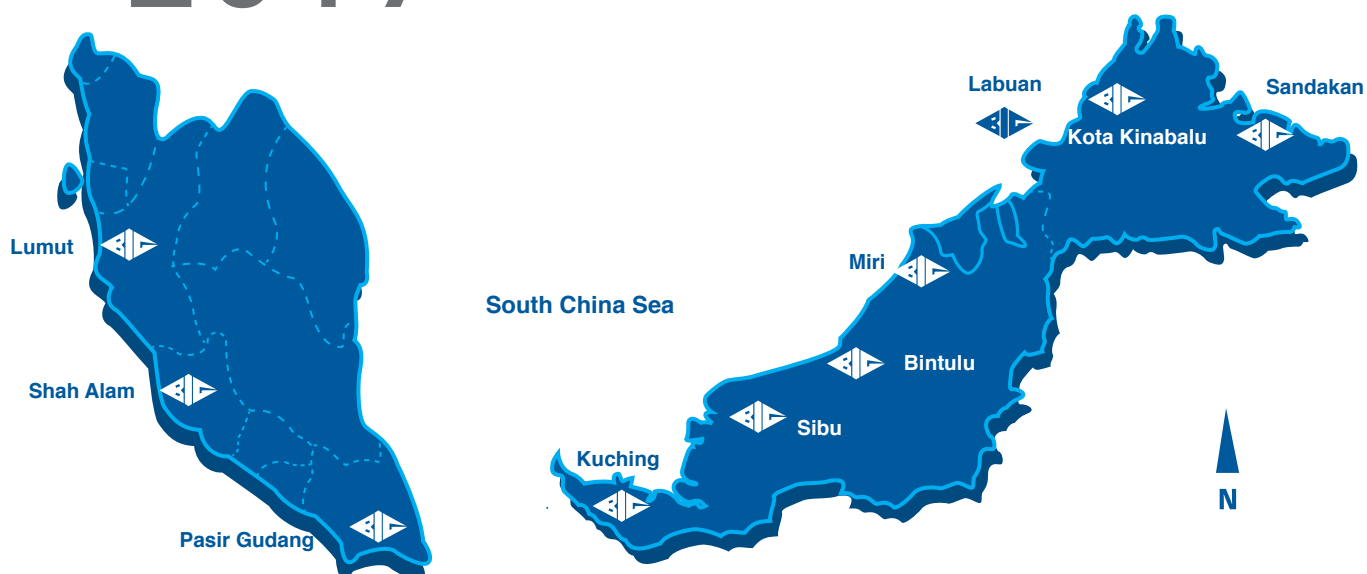 Labuan
Sandakan
Kota Kinabalu
Lumut
Miri
South China Sea
Bintulu
Shah Alam
Sibu
Kuching
N
Pasir Gudang